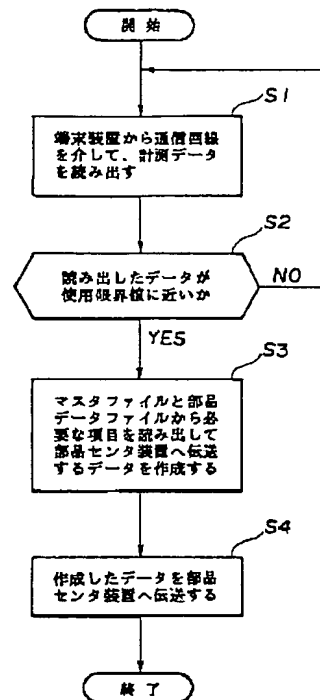 開始
S1
端末装置から通信回線
を介して、計測データ
を読み出す
S2
読み出したデータが
使用限界値に近いか
NO
YES
S3
マスタファイルと部品
データファイルから必
要な項目を読み出して
部品センタ装置へ伝送
するデータを作成する
S4
作成したデータを部品
センタ装置へ伝送する
終了